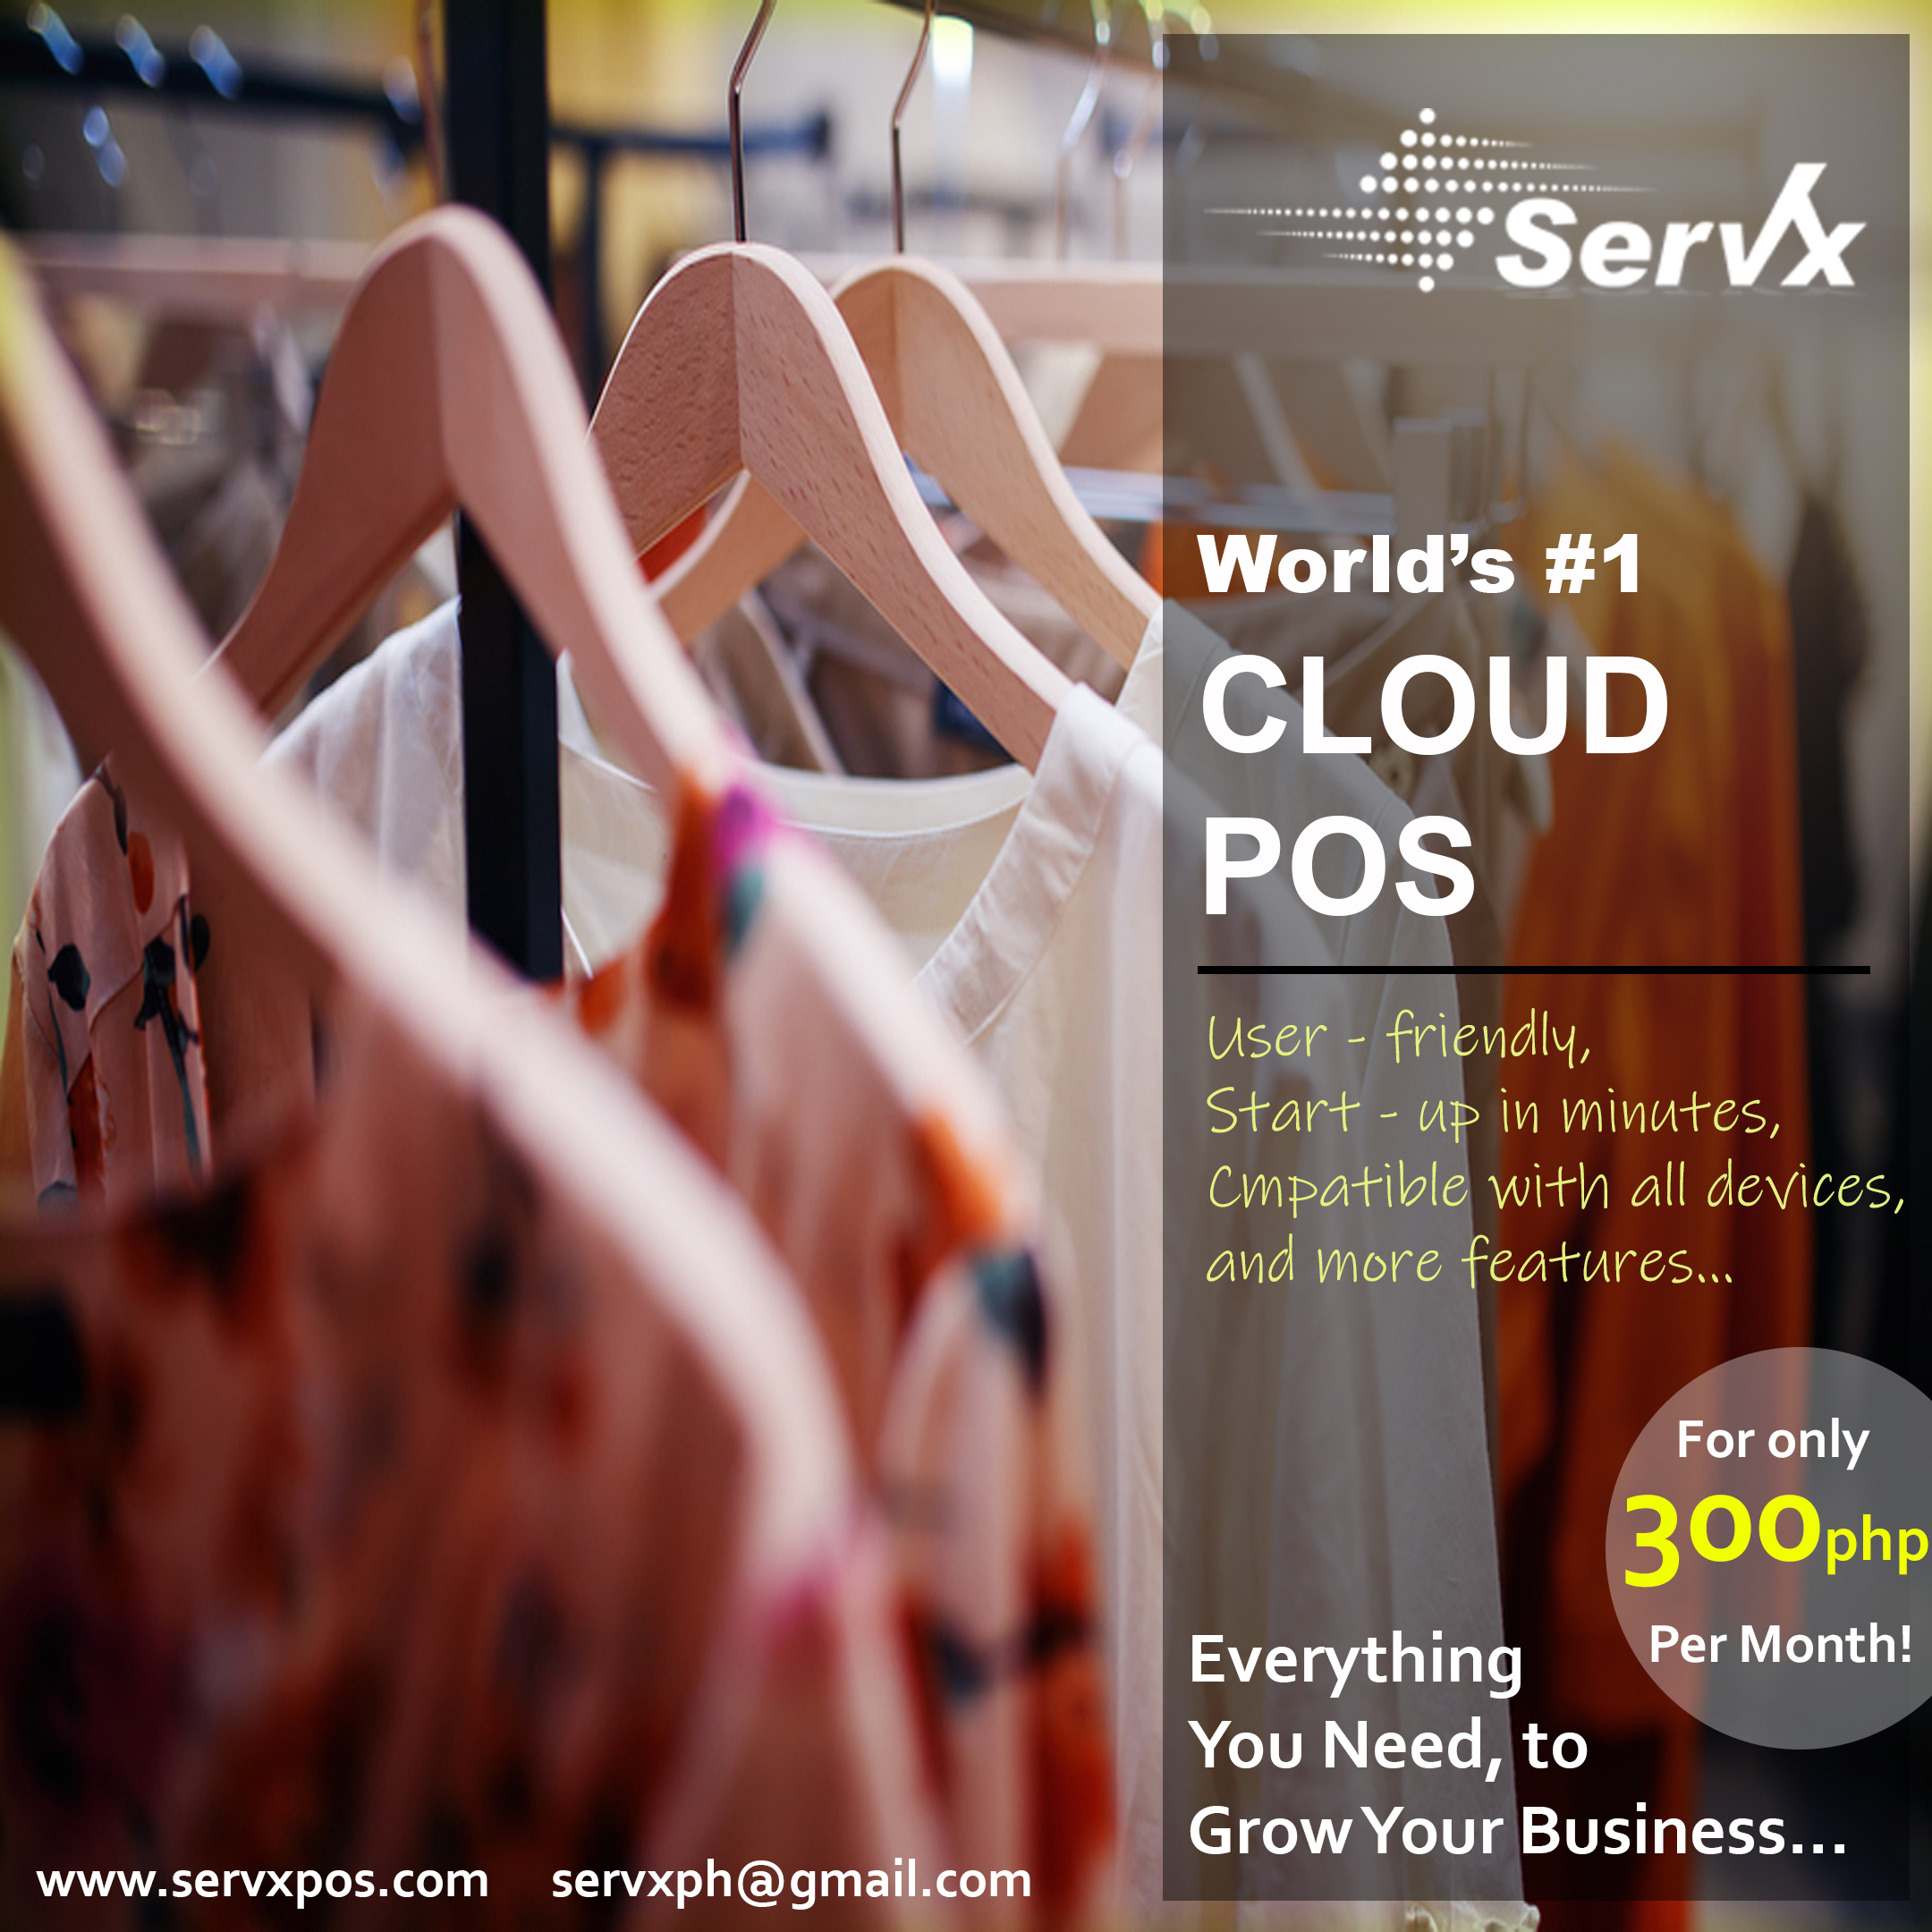 Servx
World's #1
CLOUD
POS
User - friendly,
Start - up in minutes,
Cmpatible with all devices,
and more features...
For only
300php
Per Month!
Everything
You Need, to
Grow Your Business...
www.servxpos.com servxph@gmail.com